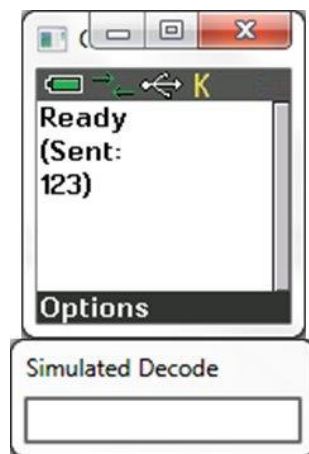 K
Ready
(Sent:
123)
Options
Simulated Decode